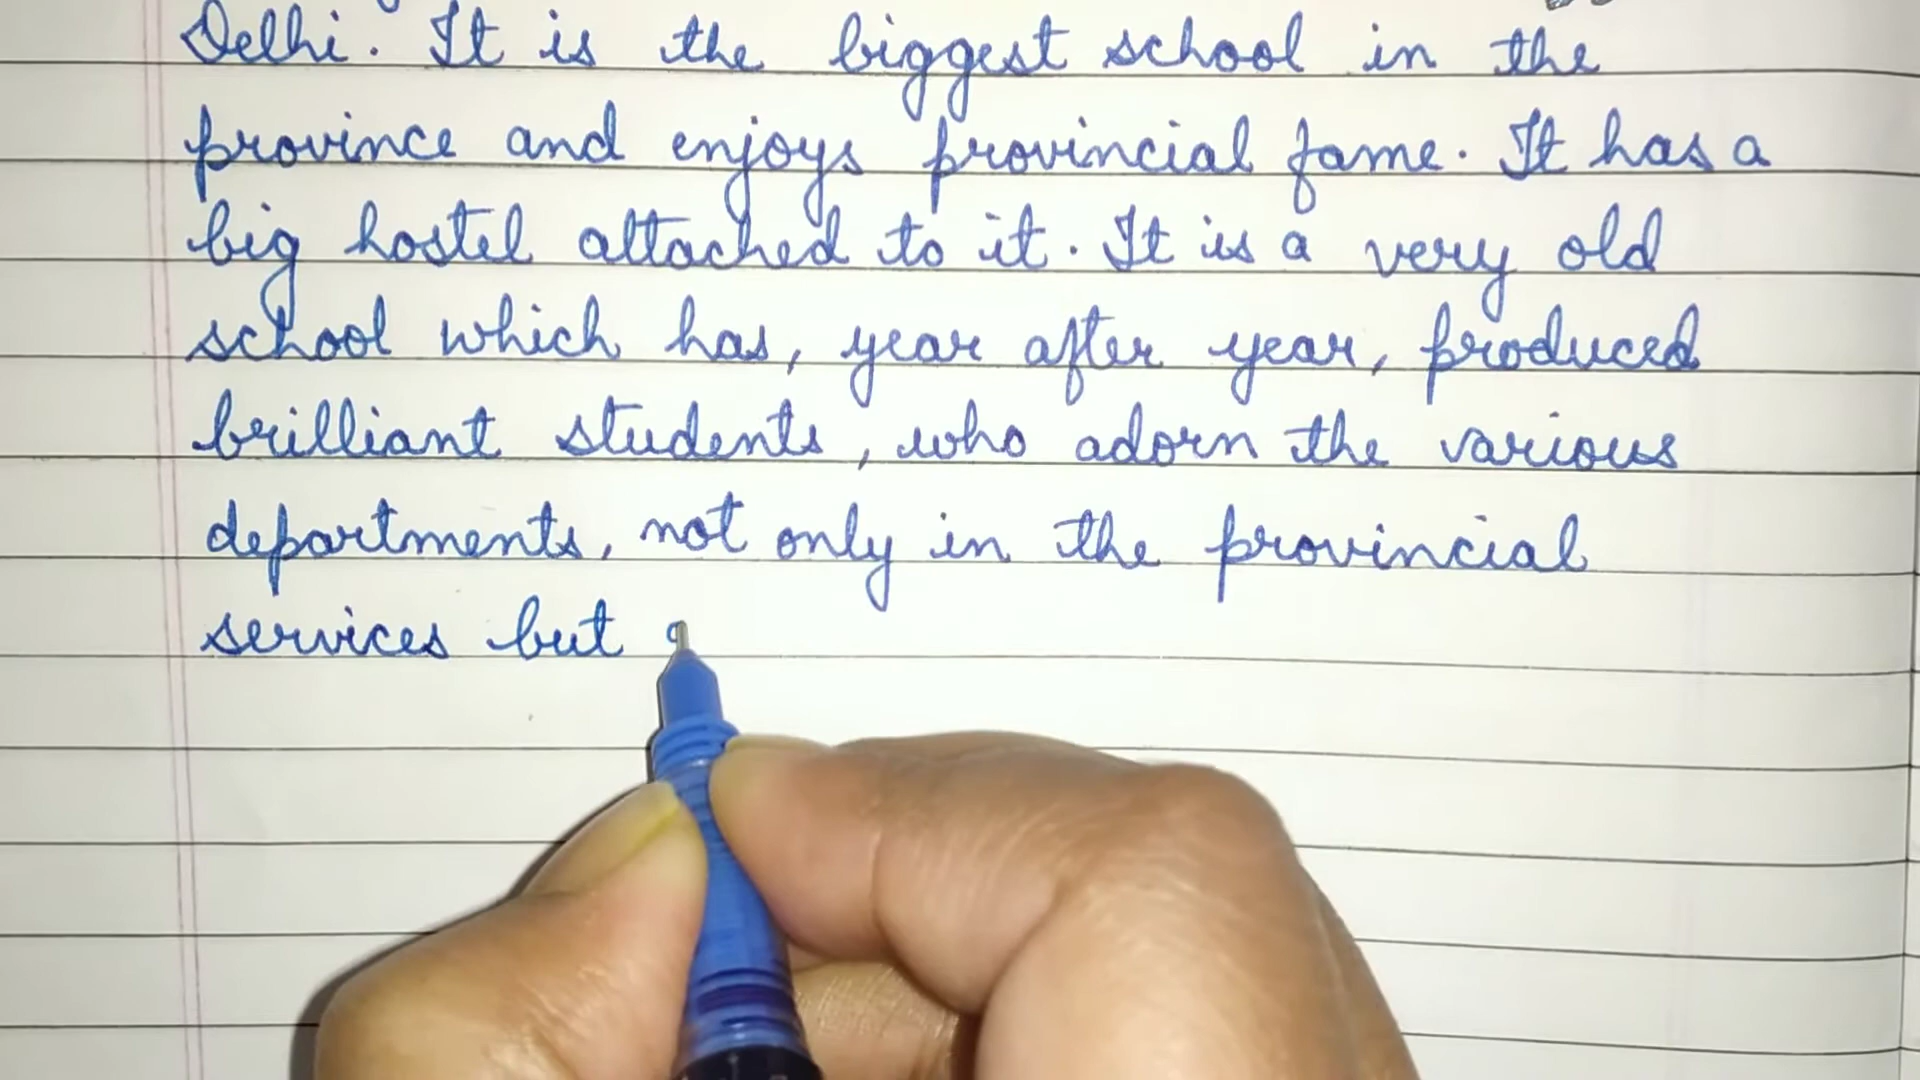 Delhi. It is the biggest school in the
province and enjoys provincial fame. It has a
big hostel attached to it. It is a very old
school which has, year after year, produced
brilliant students, who adorn the various
departments, not only in the provincial
services but